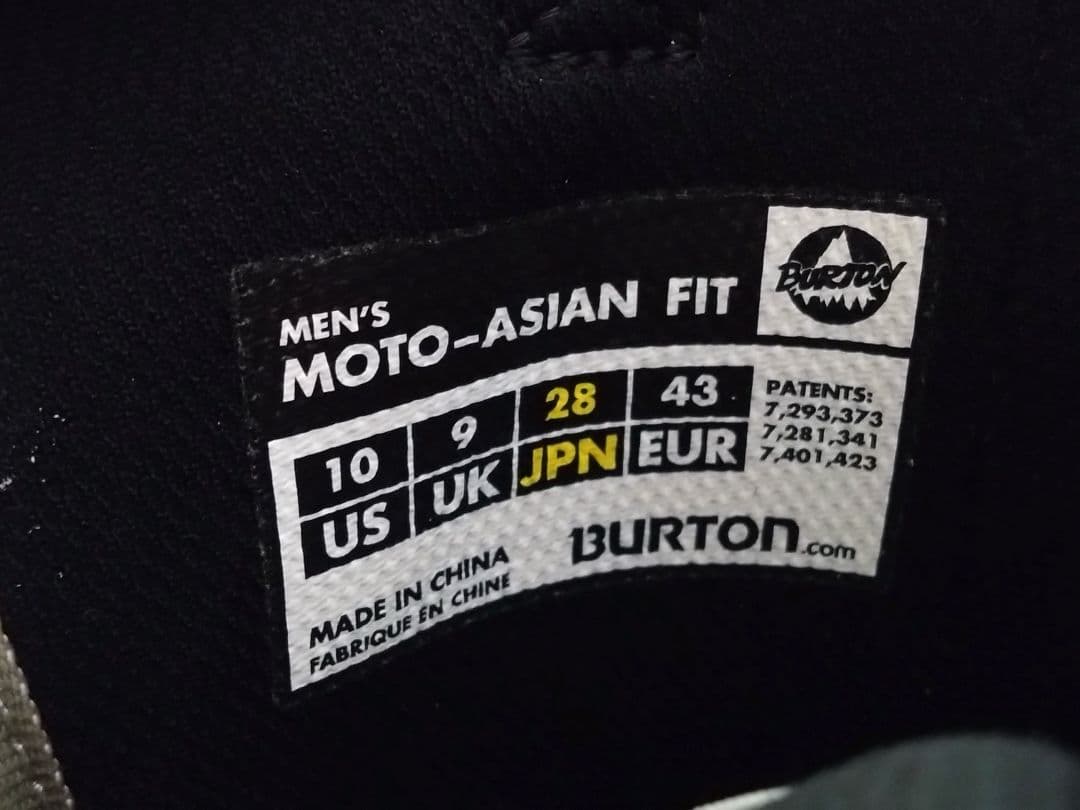 BURTON
MEN'S
MOTO-ASIAN FIT
10 9 28 43
US UK JPN EUR
PATENTS:
7,293,373
7,281,341
7,401,423
BURTON.com
MADE IN CHINA
FABRIQUE EN CHINE